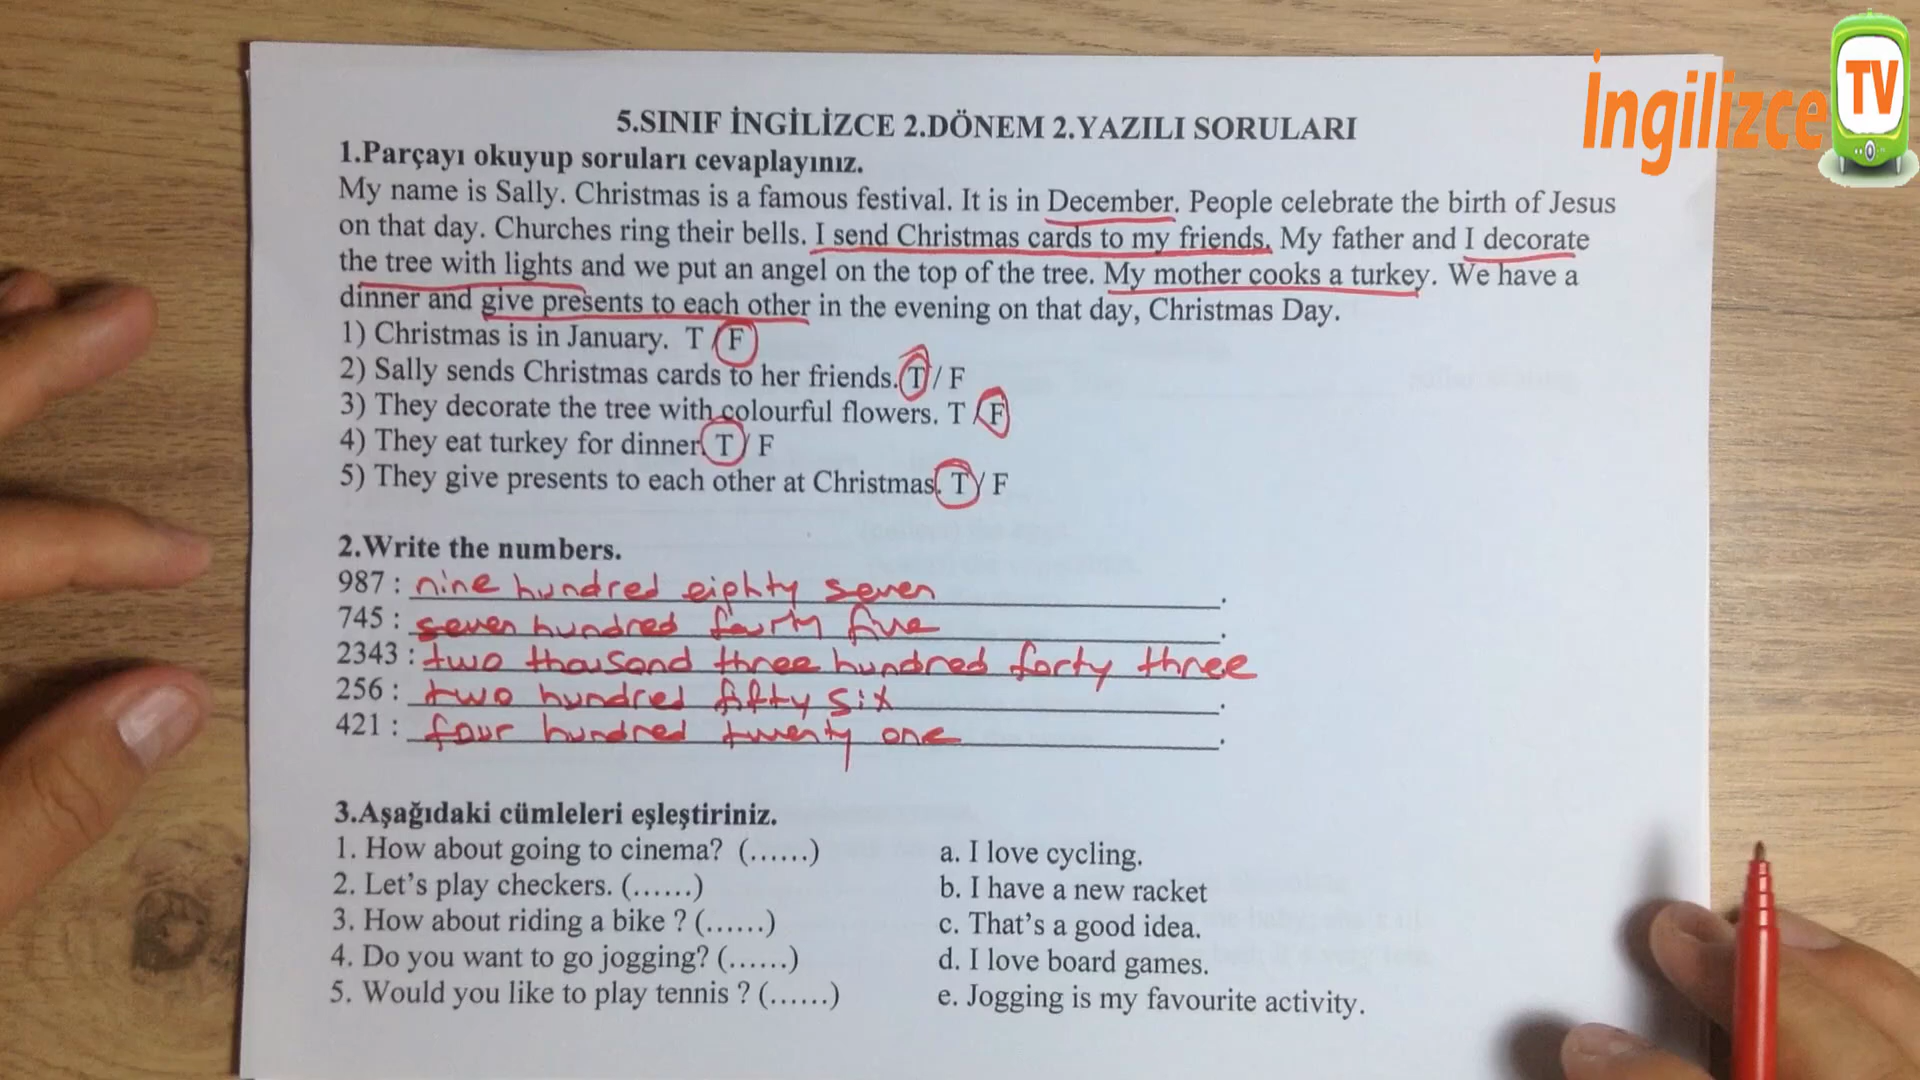 İngilizce TV
5.SINIF İNGİLİZCE 2.DÖNEM 2.YAZILI SORULARI
1.Parçayı okuyup soruları cevaplayınız.
My name is Sally. Christmas is a famous festival. It is in December. People celebrate the birth of Jesus
on that day. Churches ring their bells. I send Christmas cards to my friends. My father and I decorate
the tree with lights and we put an angel on the top of the tree. My mother cooks a turkey. We have a
dinner and give presents to each other in the evening on that day, Christmas Day.
1) Christmas is in January. T / F
2) Sally sends Christmas cards to her friends. T / F
3) They decorate the tree with colourful flowers. T / F
4) They eat turkey for dinner. T / F
5) They give presents to each other at Christmas. T / F
2.Write the numbers.
987 : nine hundred eighty seven.
745 : seven hundred fourty five.
2343 : two thousand three hundred forty three
256 : two hundred fifty six.
421 : four hundred twenty one.
3.Aşağıdaki cümleleri eşleştiriniz.
1. How about going to cinema? (......) a. I love cycling.
2. Let's play checkers. (......) b. I have a new racket
3. How about riding a bike ? (......) c. That's a good idea.
4. Do you want to go jogging? (......) d. I love board games.
5. Would you like to play tennis ? (......) e. Jogging is my favourite activity.